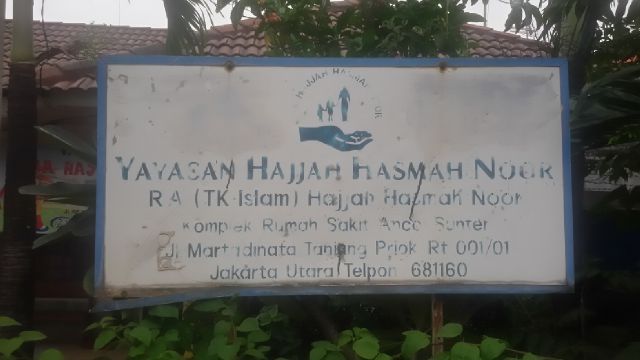 HAJJAH HASMAH NOOR
YAYASAN HAJJAH HASMAH NOOR
RA (TK-Islam) Hajjah Hasmah Noor
Komplek Rumah Sakit Ancol Sunter
Jl Martadinata Tanjung Priok Rt 001/01
Jakarta Utara Telpon 681160